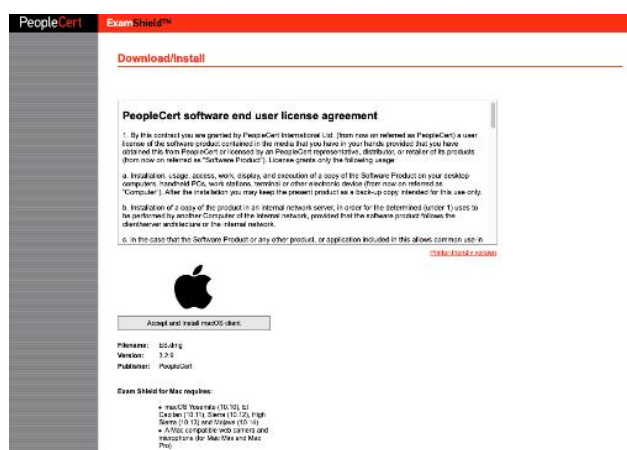 PeopleCert ExamShield™
Download/Install
PeopleCert software end user license agreement
1. By this contract you are granted by PeopleCert International Ltd. (from now on referred as PeopleCert) a user
license of the software product contained in the media that you have in your hands provided that you have
obtained this from PeopleCert or licensed by an PeopleCert representative, distributor, or retailer of its products
(from now on referred as "Software Product"). License grants only the following usage:
a. Installation, usage, access, work, display, and execution of a copy of the Software Product on your desktop
computers, handheld PCs, work stations, terminal or other electronic device (from now on referred as
"Computer"). After the installation you may keep the present product as a back-up copy intended for this use only.
b. Installation of a copy of the product in an internal network server, in order for the determined (under 1) uses to
be performed by another Computer of the internal network, provided that the software product follows the
client/server architecture or the internal network.
c. In the case that the Software Product or any other product, or application included in this allows common use in
Printer-friendly version
Accept and install macOS client
Filename: ES.dmg
Version: 3.2.9
Publisher: PeopleCert
Exam Shield for Mac requires:
• macOS Yosemite (10.10), El
Capitan (10.11), Sierra (10.12), High
Sierra (10.13) and Mojave (10.14)
• A Mac compatible web camera and
microphone (for Mac Mini and Mac
Pro)